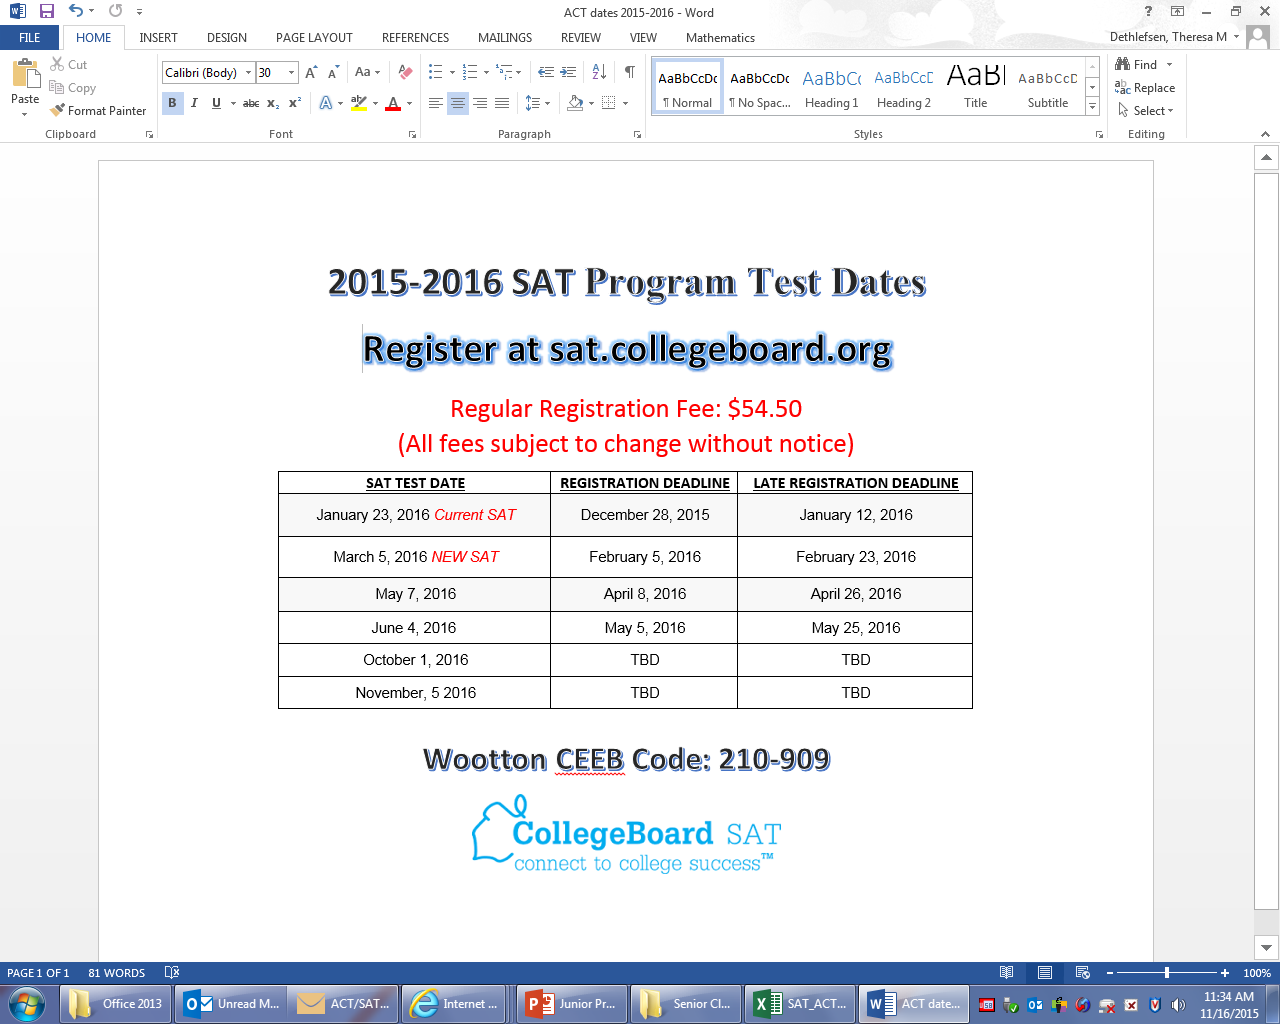 ACT dates 2015-2016 - Word
FILE HOME INSERT DESIGN PAGE LAYOUT REFERENCES MAILINGS REVIEW VIEW Mathematics Dethlefsen, Theresa M
Paste Cut Copy Format Painter
Calibri (Body) 30
AaBbCcDc AaBbCcDc AaBbCc AaBbCcD AaBl AaBbCcD
¶ Normal ¶ No Spac... Heading 1 Heading 2 Title Subtitle
Find Replace Select
Clipboard Font Paragraph Styles Editing
2015-2016 SAT Program Test Dates
Register at sat.collegeboard.org
Regular Registration Fee: $54.50
(All fees subject to change without notice)
SAT TEST DATE REGISTRATION DEADLINE LATE REGISTRATION DEADLINE
January 23, 2016 Current SAT December 28, 2015 January 12, 2016
March 5, 2016 NEW SAT February 5, 2016 February 23, 2016
May 7, 2016 April 8, 2016 April 26, 2016
June 4, 2016 May 5, 2016 May 25, 2016
October 1, 2016 TBD TBD
November, 5 2016 TBD TBD
Wootton CEEB Code: 210-909
CollegeBoard SAT
connect to college success™
PAGE 1 OF 1 81 WORDS 100%
Office 2013 Unread M... ACT/SAT... Internet ... Junior Pr... Senior Cl... SAT_ACT... ACT date... 11:34 AM
11/16/2015